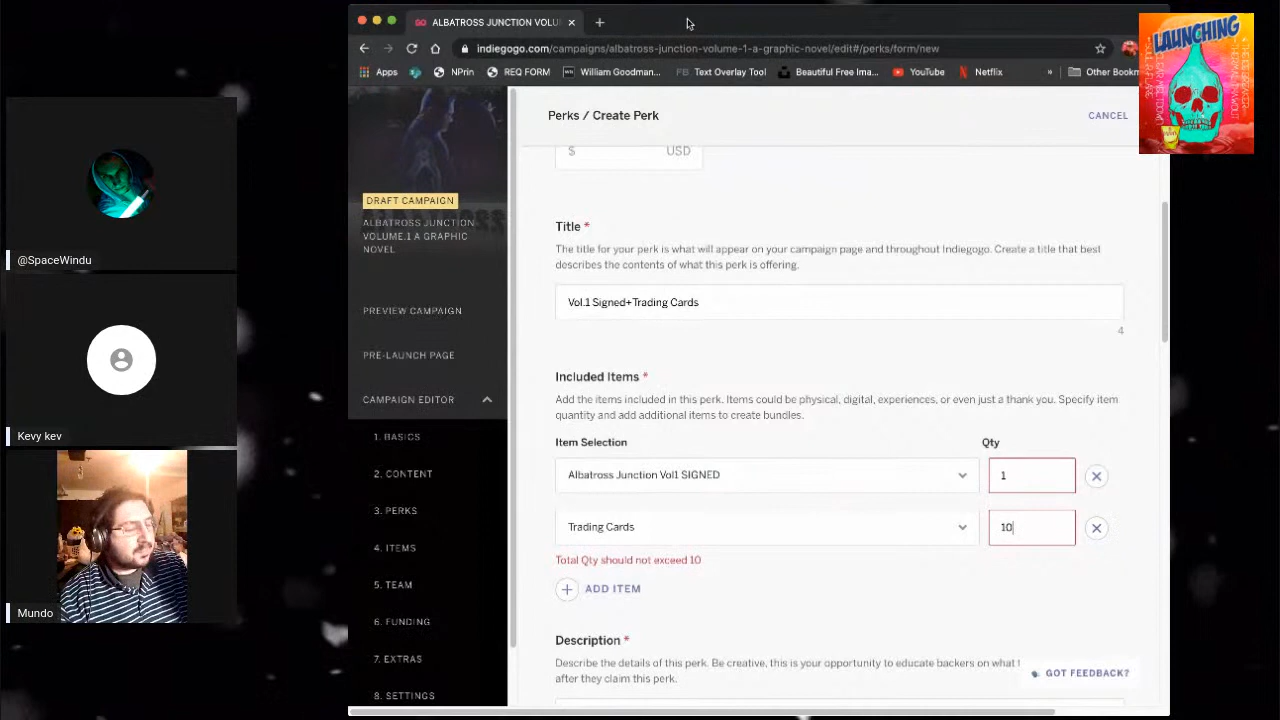 ALBATROSS JUNCTION VOLU
indiegogo.com/campaigns/albatross-junction-volume-1-a-graphic-novel/edit#/perks/form/new
Apps
NPrin
REQ FORM
William Goodman...
Text Overlay Tool
Beautiful Free Ima...
YouTube
Netflix
»
Other Bookm
LAUNCHING
@SpaceWindu
Kevy kev
Mundo
DRAFT CAMPAIGN
ALBATROSS JUNCTION
VOLUME.1 A GRAPHIC
NOVEL
PREVIEW CAMPAIGN
PRE-LAUNCH PAGE
CAMPAIGN EDITOR
1. BASICS
2. CONTENT
3. PERKS
4. ITEMS
5. TEAM
6. FUNDING
7. EXTRAS
8. SETTINGS
Perks / Create Perk
CANCEL
$ USD
Title *
The title for your perk is what will appear on your campaign page and throughout Indiegogo. Create a title that best
describes the contents of what this perk is offering.
Vol.1 Signed+Trading Cards
4
Included Items *
Add the items included in this perk. Items could be physical, digital, experiences, or even just a thank you. Specify item
quantity and add additional items to create bundles.
Item Selection Qty
Albatross Junction Vol1 SIGNED 1
Trading Cards 10
Total Qty should not exceed 10
ADD ITEM
Description *
Describe the details of this perk. Be creative, this is your opportunity to educate backers on what
after they claim this perk.
GOT FEEDBACK?